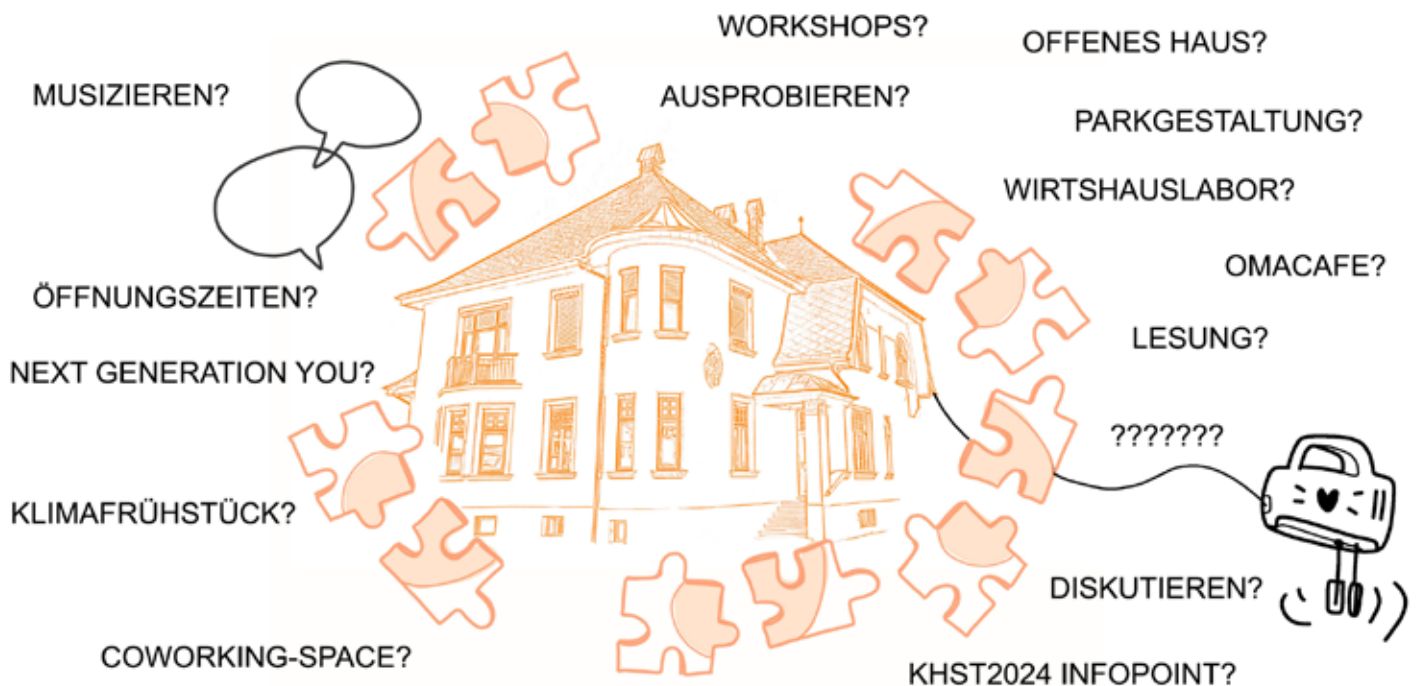 WORKSHOPS?
OFFENES HAUS?
MUSIZIEREN?
AUSPROBIEREN?
PARKGESTALTUNG?
WIRTSHAUSLABOR?
OMACAFE?
ÖFFNUNGSZEITEN?
LESUNG?
NEXT GENERATION YOU?
???????
KLIMAFRÜHSTÜCK?
DISKUTIEREN?
COWORKING-SPACE?
KHST2024 INFOPOINT?